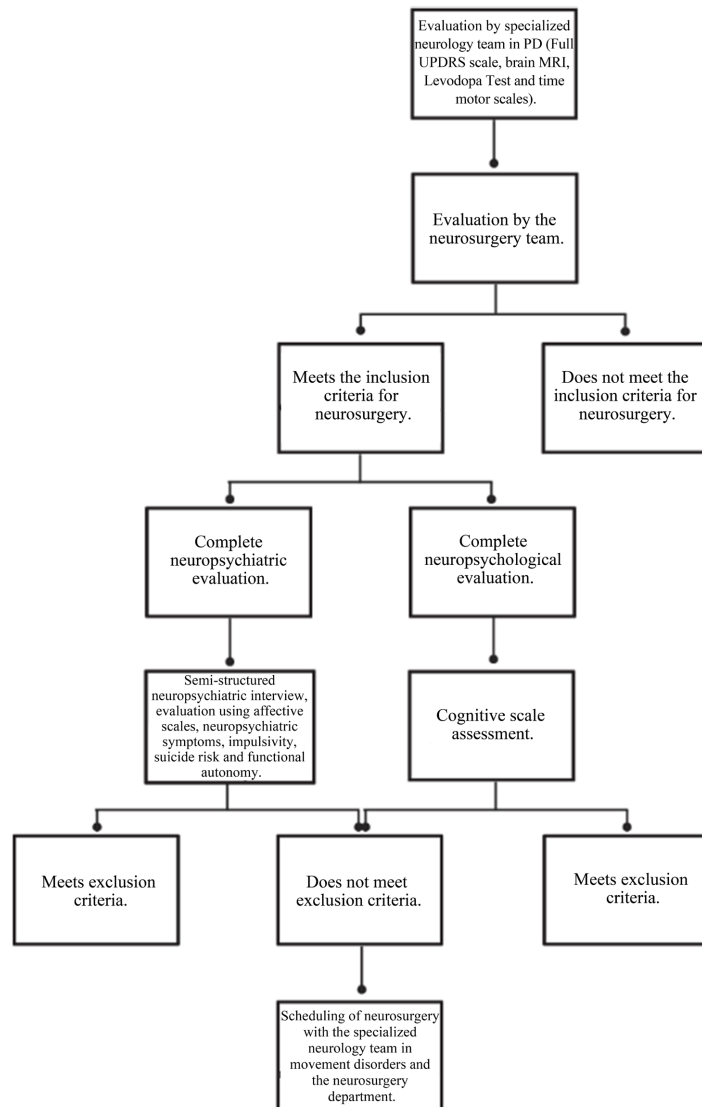 Evaluation by specialized
neurology team in PD (Full
UPDRS scale, brain MRI,
Levodopa Test and time
motor scales).
Evaluation by the
neurosurgery team.
Meets the inclusion
criteria for
neurosurgery.
Does not meet the
inclusion criteria for
neurosurgery.
Complete
neuropsychiatric
evaluation.
Complete
neuropsychological
evaluation.
Semi-structured
neuropsychiatric interview,
evaluation using affective
scales, neuropsychiatric
symptoms, impulsivity,
suicide risk and functional
autonomy.
Cognitive scale
assessment.
Meets exclusion
criteria.
Does not meet
exclusion criteria.
Meets exclusion
criteria.
Scheduling of neurosurgery
with the specialized
neurology team in
movement disorders and
the neurosurgery
department.